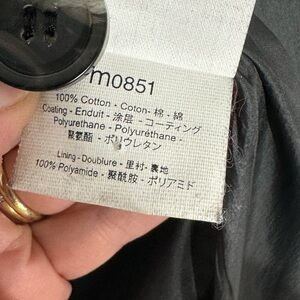 m0851
100% Cotton - Coton - 棉 - 綿
Coating - Enduit - 涂层 - コーティング
Polyurethane - Polyuréthane -
聚氨酯 - ポリウレタン
Lining - Doublure - 里衬 - 裏地
100% Polyamide - 聚酰胺 - ポリアミド